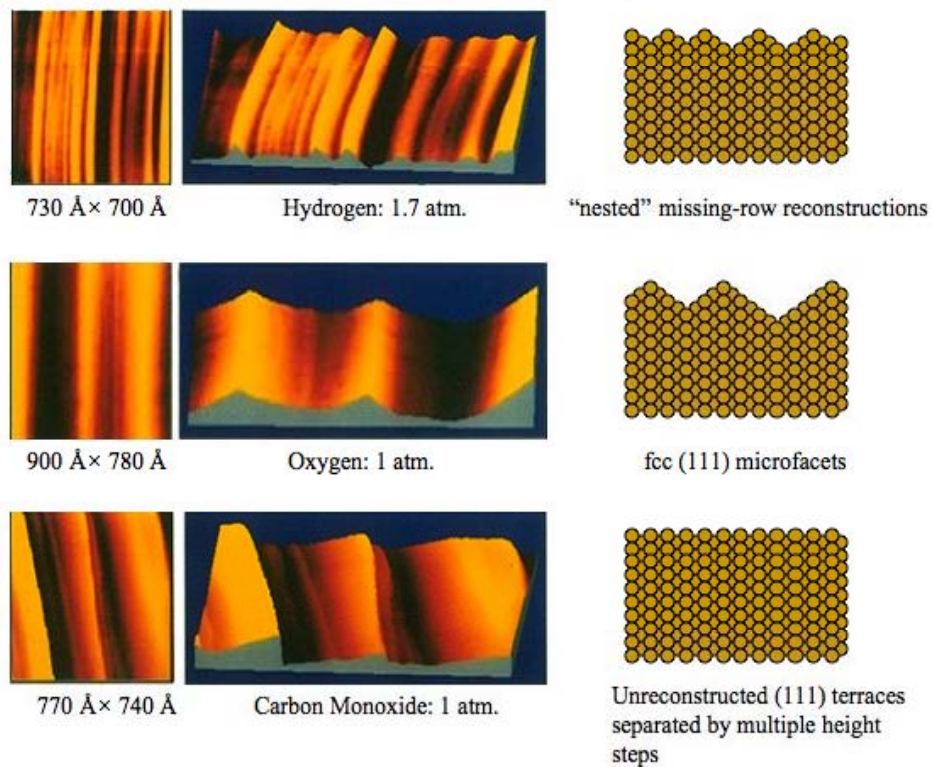 730 Å× 700 Å
Hydrogen: 1.7 atm.
“nested” missing-row reconstructions
900 Å× 780 Å
Oxygen: 1 atm.
fcc (111) microfacets
770 Å× 740 Å
Carbon Monoxide: 1 atm.
Unreconstructed (111) terraces
separated by multiple height
steps